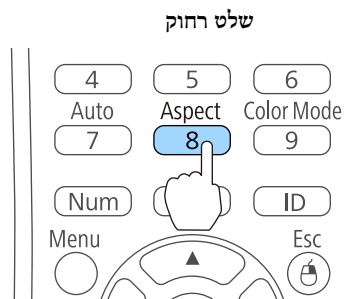 שלט רחוק
4 5 6
Auto Aspect Color Mode
7 8 9
Num ID
Menu Esc